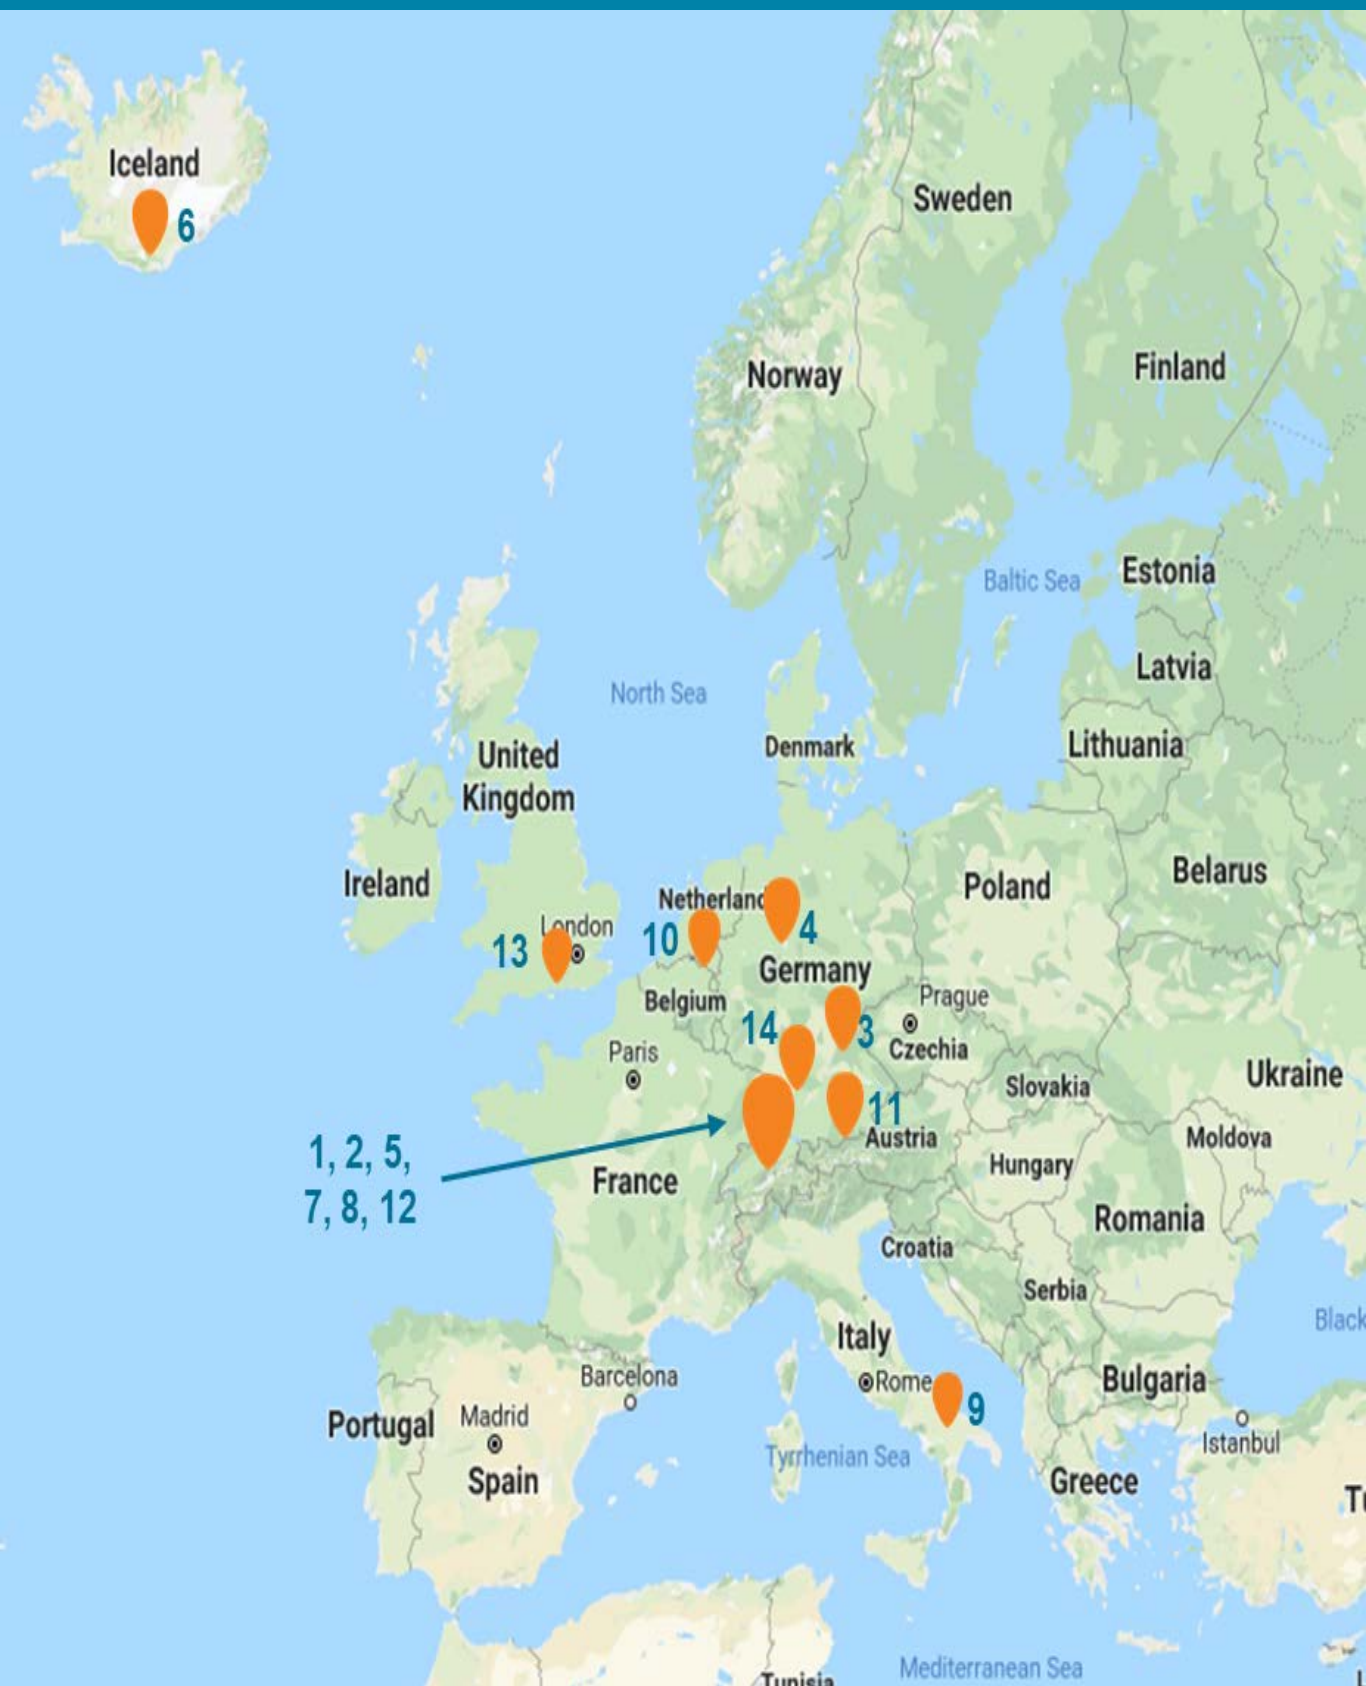 Iceland
6
Sweden
Norway
Finland
Baltic Sea
Estonia
North Sea
Latvia
United
Kingdom
Denmark
Lithuania
Ireland
Netherland
Poland
Belarus
London
13
10
4
Germany
Belgium
Prague
14
3
Czechia
Paris
Slovakia
Ukraine
11
Austria
Moldova
1, 2, 5,
7, 8, 12
France
Hungary
Romania
Croatia
Serbia
Black
Italy
Barcelona
Rome
9
Bulgaria
Portugal
Madrid
Istanbul
Tyrrhenian Sea
Spain
Greece
Mediterranean Sea
Tunisia